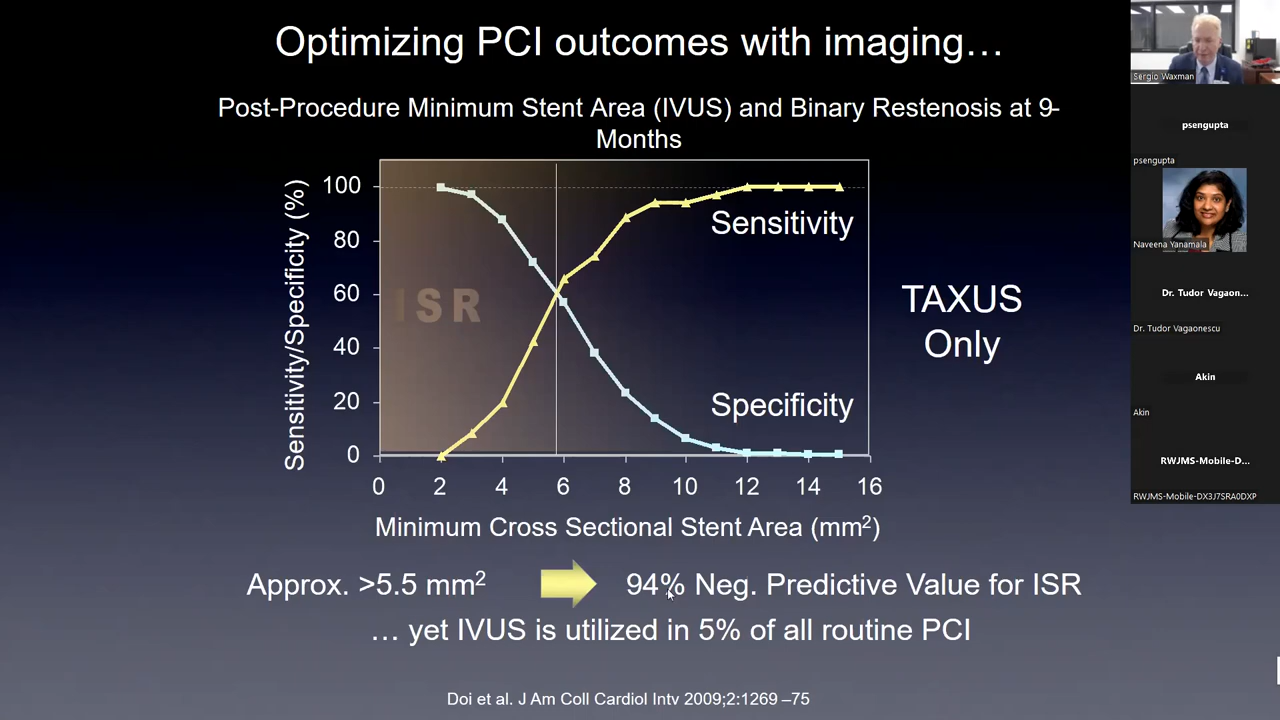 Optimizing PCI outcomes with imaging…
Post-Procedure Minimum Stent Area (IVUS) and Binary Restenosis at 9-
Months
Sensitivity/Specificity (%)
100
80
60
40
20
0
ISR
Sensitivity
Specificity
0 2 4 6 8 10 12 14 16
Minimum Cross Sectional Stent Area (mm²)
TAXUS
Only
Approx. >5.5 mm² 94% Neg. Predictive Value for ISR
… yet IVUS is utilized in 5% of all routine PCI
Doi et al. J Am Coll Cardiol Intv 2009;2:1269 –75
Sergio Waxman
psengupta
psengupta
Naveena Yanamala
Dr. Tudor Vagaon...
Dr. Tudor Vagaonescu
Akin
Akin
RWJMS-Mobile-D...
RWJMS-Mobile-DX3J7SRA0DXP